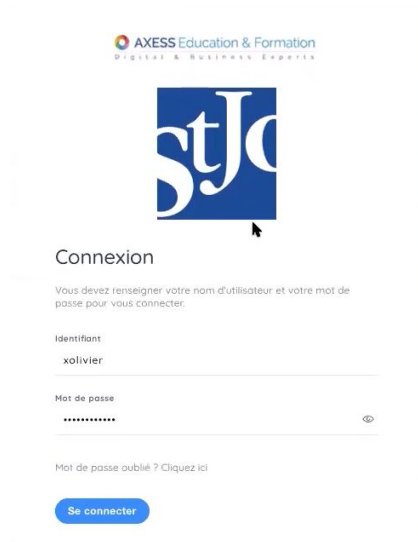 AXESS Education & Formation
Digital & Business Experts
StJo
Connexion
Vous devez renseigner votre nom d'utilisateur et votre mot de
passe pour vous connecter.
Identifiant
xolivier
Mot de passe
••••••••••••
Mot de passe oublié ? Cliquez ici
Se connecter